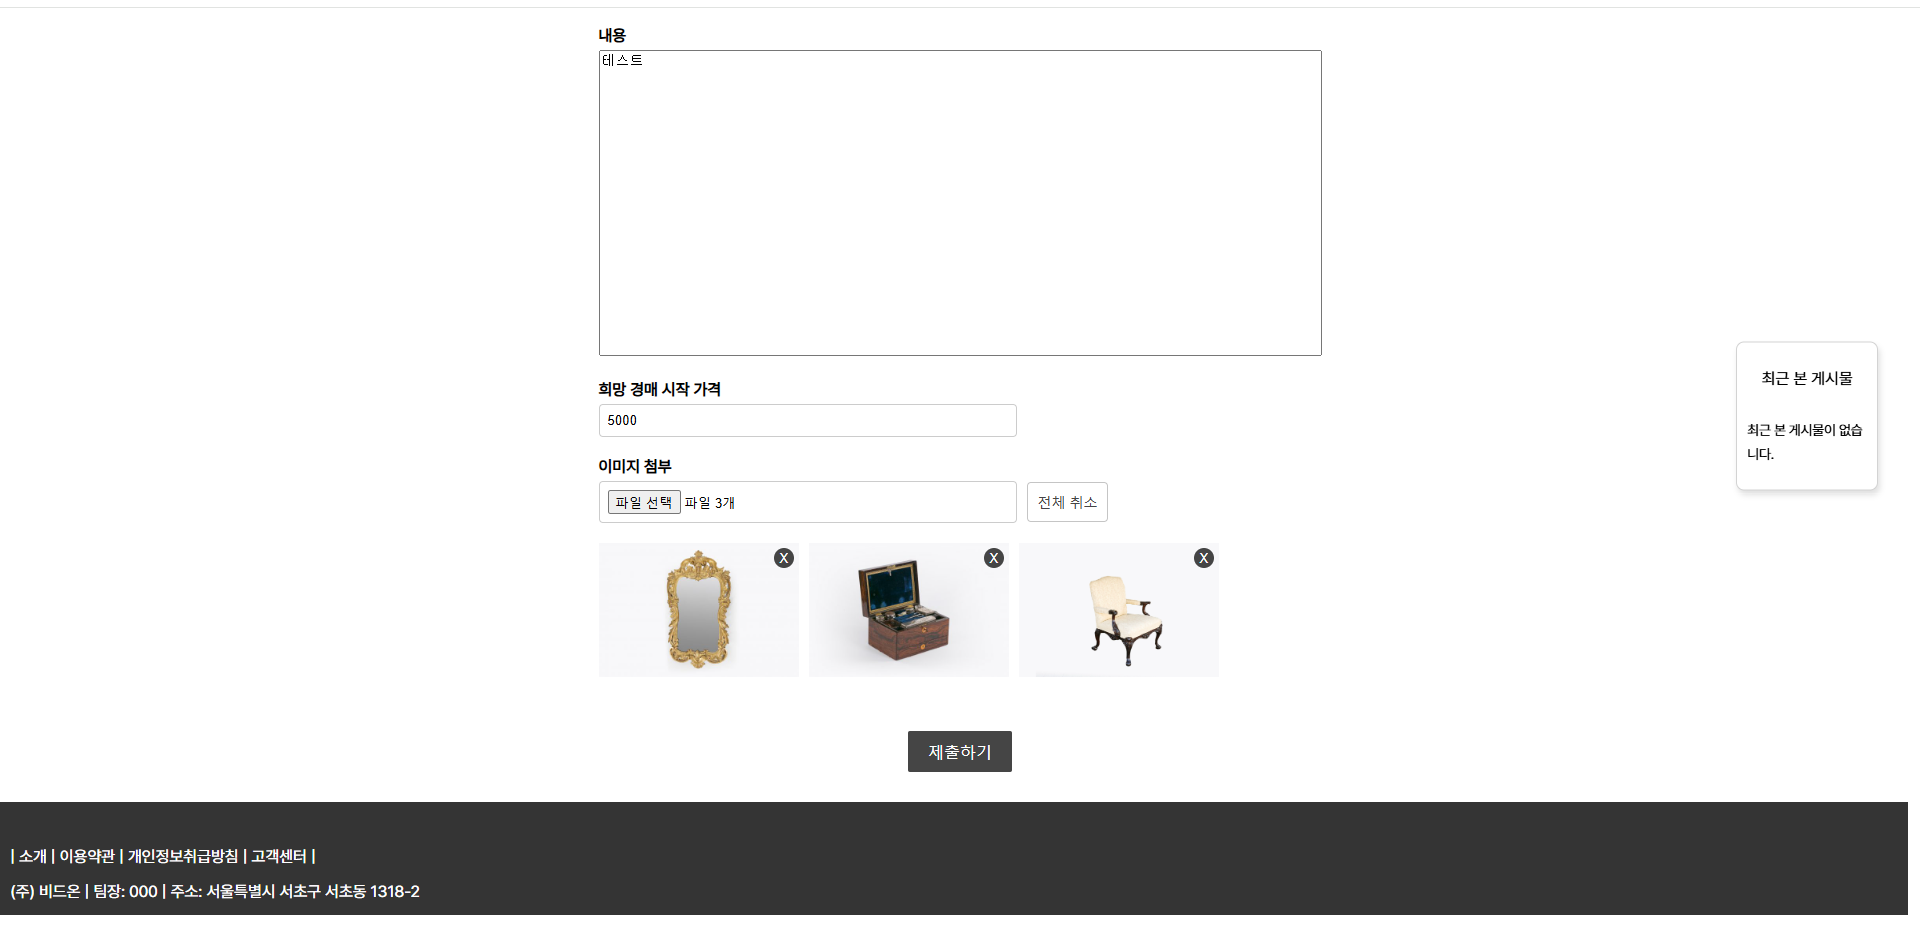 내용
테스트
희망 경매 시작 가격
5000
이미지 첨부
파일 선택 파일 3개
전체 취소
X X X
제출하기
최근 본 게시물
최근 본 게시물이 없습
니다.
| 소개 | 이용약관 | 개인정보취급방침 | 고객센터 |
(주) 비드온 | 팀장: 000 | 주소: 서울특별시 서초구 서초동 1318-2